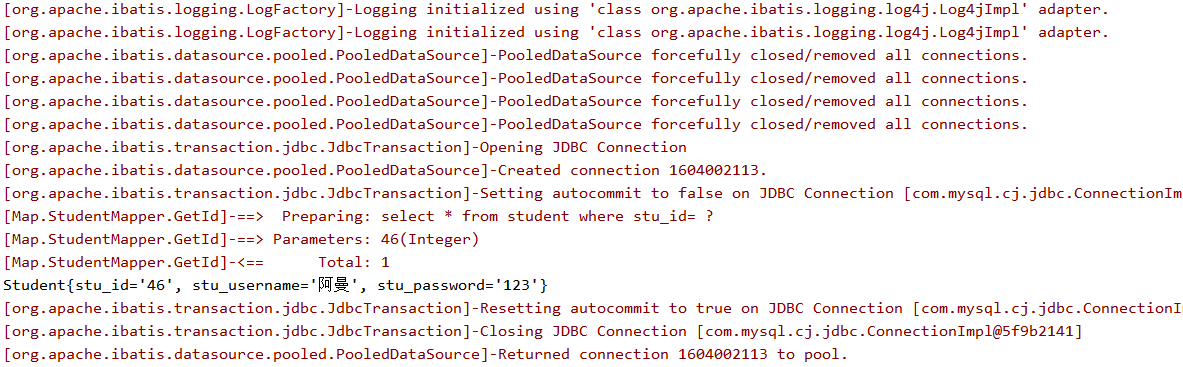 [org.apache.ibatis.logging.LogFactory]-Logging initialized using 'class org.apache.ibatis.logging.log4j.Log4jImpl' adapter.
[org.apache.ibatis.logging.LogFactory]-Logging initialized using 'class org.apache.ibatis.logging.log4j.Log4jImpl' adapter.
[org.apache.ibatis.datasource.pooled.PooledDataSource]-PooledDataSource forcefully closed/removed all connections.
[org.apache.ibatis.datasource.pooled.PooledDataSource]-PooledDataSource forcefully closed/removed all connections.
[org.apache.ibatis.datasource.pooled.PooledDataSource]-PooledDataSource forcefully closed/removed all connections.
[org.apache.ibatis.datasource.pooled.PooledDataSource]-PooledDataSource forcefully closed/removed all connections.
[org.apache.ibatis.transaction.jdbc.JdbcTransaction]-Opening JDBC Connection
[org.apache.ibatis.datasource.pooled.PooledDataSource]-Created connection 1604002113.
[org.apache.ibatis.transaction.jdbc.JdbcTransaction]-Setting autocommit to false on JDBC Connection [com.mysql.cj.jdbc.ConnectionIm
[Map.StudentMapper.GetId]-==>  Preparing: select * from student where stu_id= ?
[Map.StudentMapper.GetId]-==> Parameters: 46(Integer)
[Map.StudentMapper.GetId]-<==      Total: 1
Student{stu_id='46', stu_username='阿曼', stu_password='123'}
[org.apache.ibatis.transaction.jdbc.JdbcTransaction]-Resetting autocommit to true on JDBC Connection [com.mysql.cj.jdbc.ConnectionI
[org.apache.ibatis.transaction.jdbc.JdbcTransaction]-Closing JDBC Connection [com.mysql.cj.jdbc.ConnectionImpl@5f9b2141]
[org.apache.ibatis.datasource.pooled.PooledDataSource]-Returned connection 1604002113 to pool.